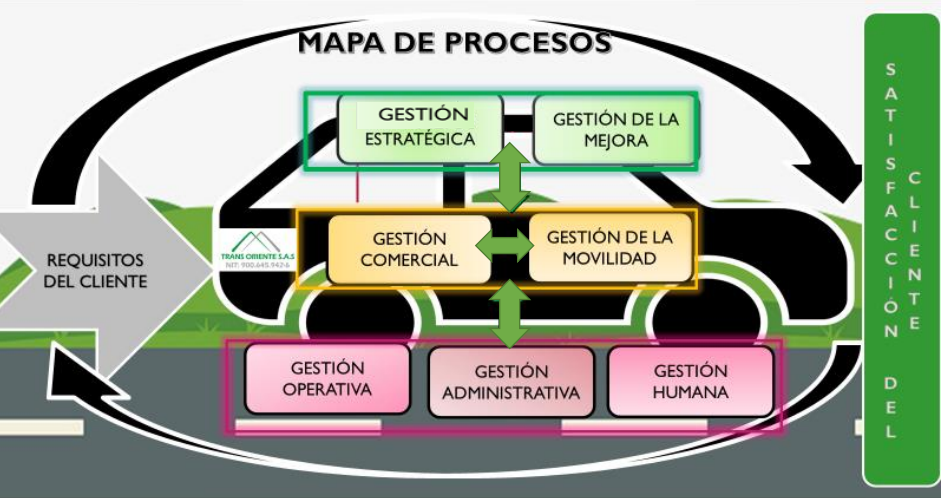 MAPA DE PROCESOS
GESTIÓN
ESTRATÉGICA
GESTIÓN DE LA
MEJORA
REQUISITOS
DEL CLIENTE
TRANS ORIENTE S.A.S
NIT: 900.645.942-6
GESTIÓN
COMERCIAL
GESTIÓN DE LA
MOVILIDAD
GESTIÓN
OPERATIVA
GESTIÓN
ADMINISTRATIVA
GESTIÓN
HUMANA
SATISFACCIÓN DEL
CLIENTE